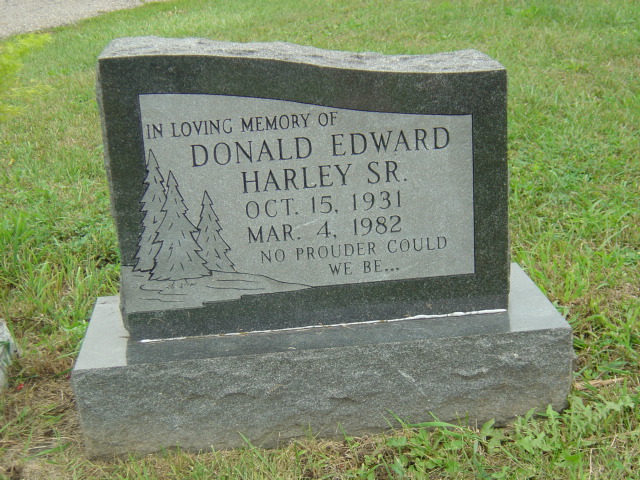 IN LOVING MEMORY OF
DONALD EDWARD
HARLEY SR.
OCT. 15, 1931
MAR. 4, 1982
NO PROUDER COULD
WE BE...